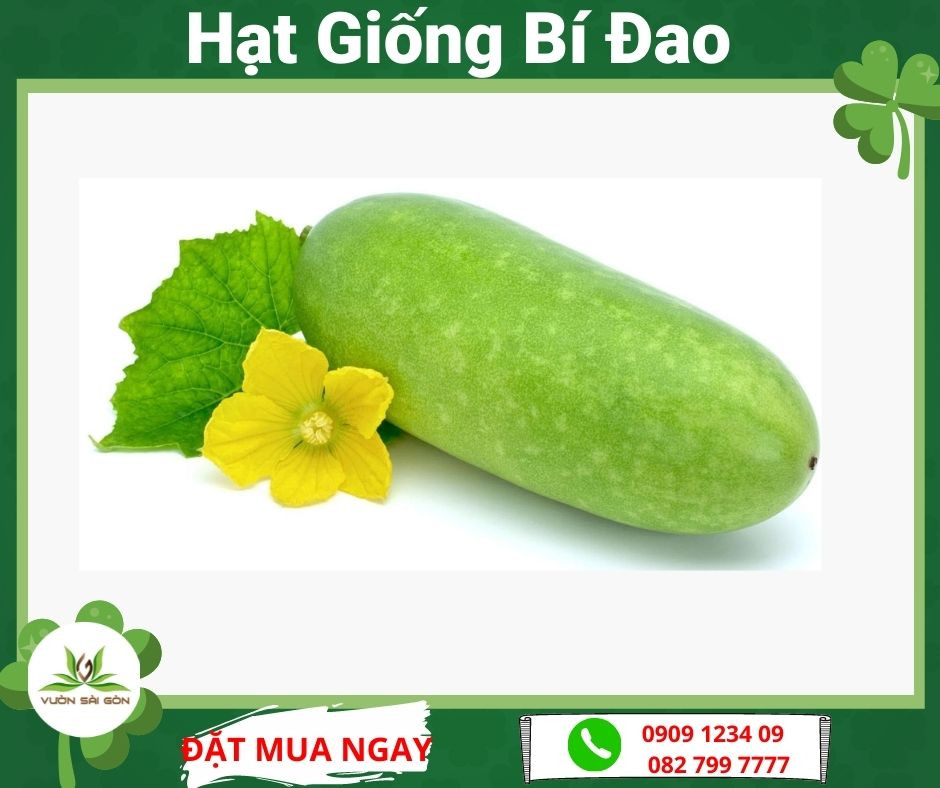 Hạt Giống Bí Đao
VƯỜN SÀI GÒN
ĐẶT MUA NGAY
0909 1234 09
082 799 7777